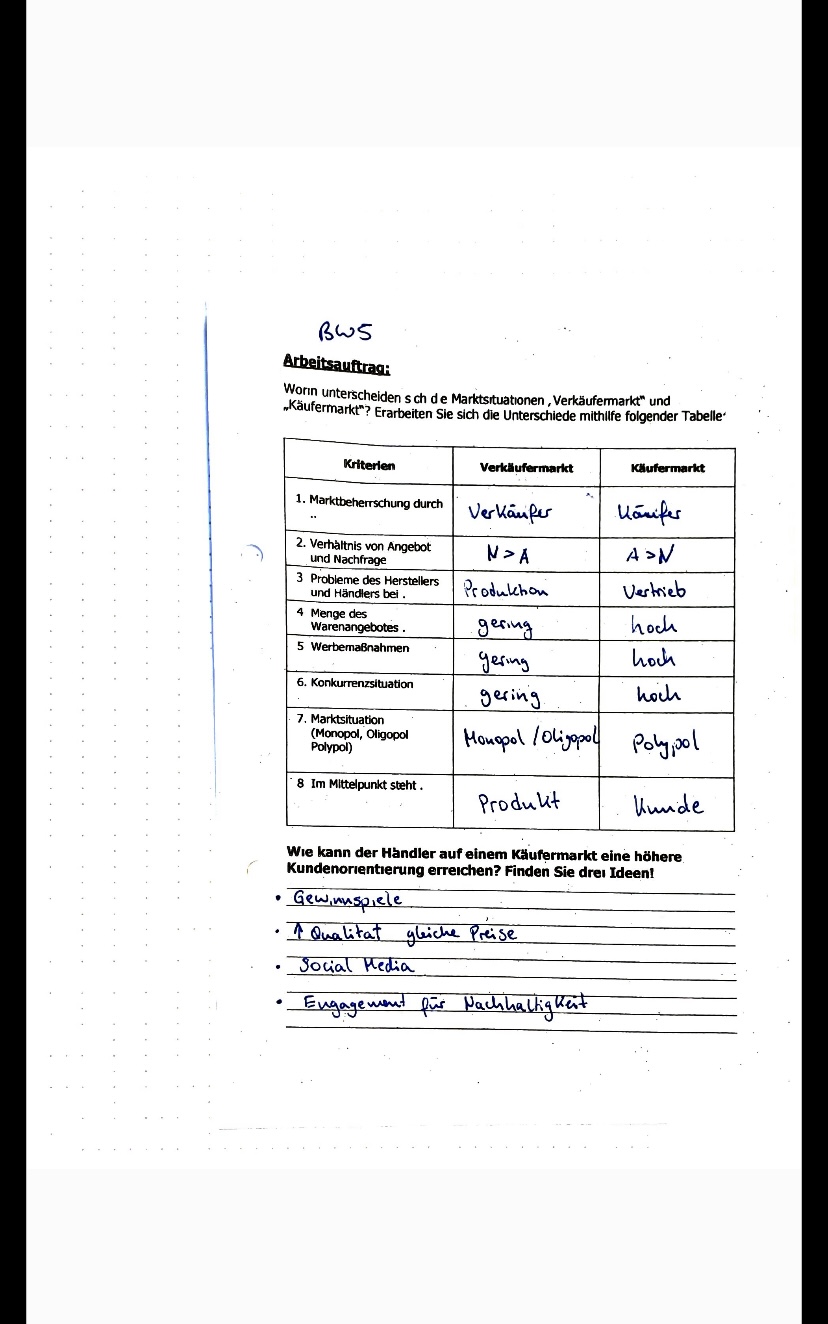 BWS
Arbeitsauftrag:
Worin unterscheiden s ch d e Marktsituationen „Verkäufermarkt" und
„Käufermarkt"? Erarbeiten Sie sich die Unterschiede mithilfe folgender Tabelle
Kriterien Verkäufermarkt Käufermarkt
1. Marktbeherrschung durch
.. Verkäufer Käufer
2. Verhältnis von Angebot
und Nachfrage N > A A > N
3 Probleme des Herstellers
und Händlers bei . Produktion Vertrieb
4 Menge des
Warenangebotes . gering hoch
5 Werbemaßnahmen gering hoch
6. Konkurrenzsituation gering hoch
7. Marktsituation
(Monopol, Oligopol Monopol / Oligopol Polypol
Polypol)
8 Im Mittelpunkt steht . Produkt Kunde
Wie kann der Händler auf einem Käufermarkt eine höhere
Kundenorientierung erreichen? Finden Sie drei Ideen!
• Gewinnspiele
• ↑ Qualität gleiche Preise
• Social Media
• Engagement für Nachhaltigkeit